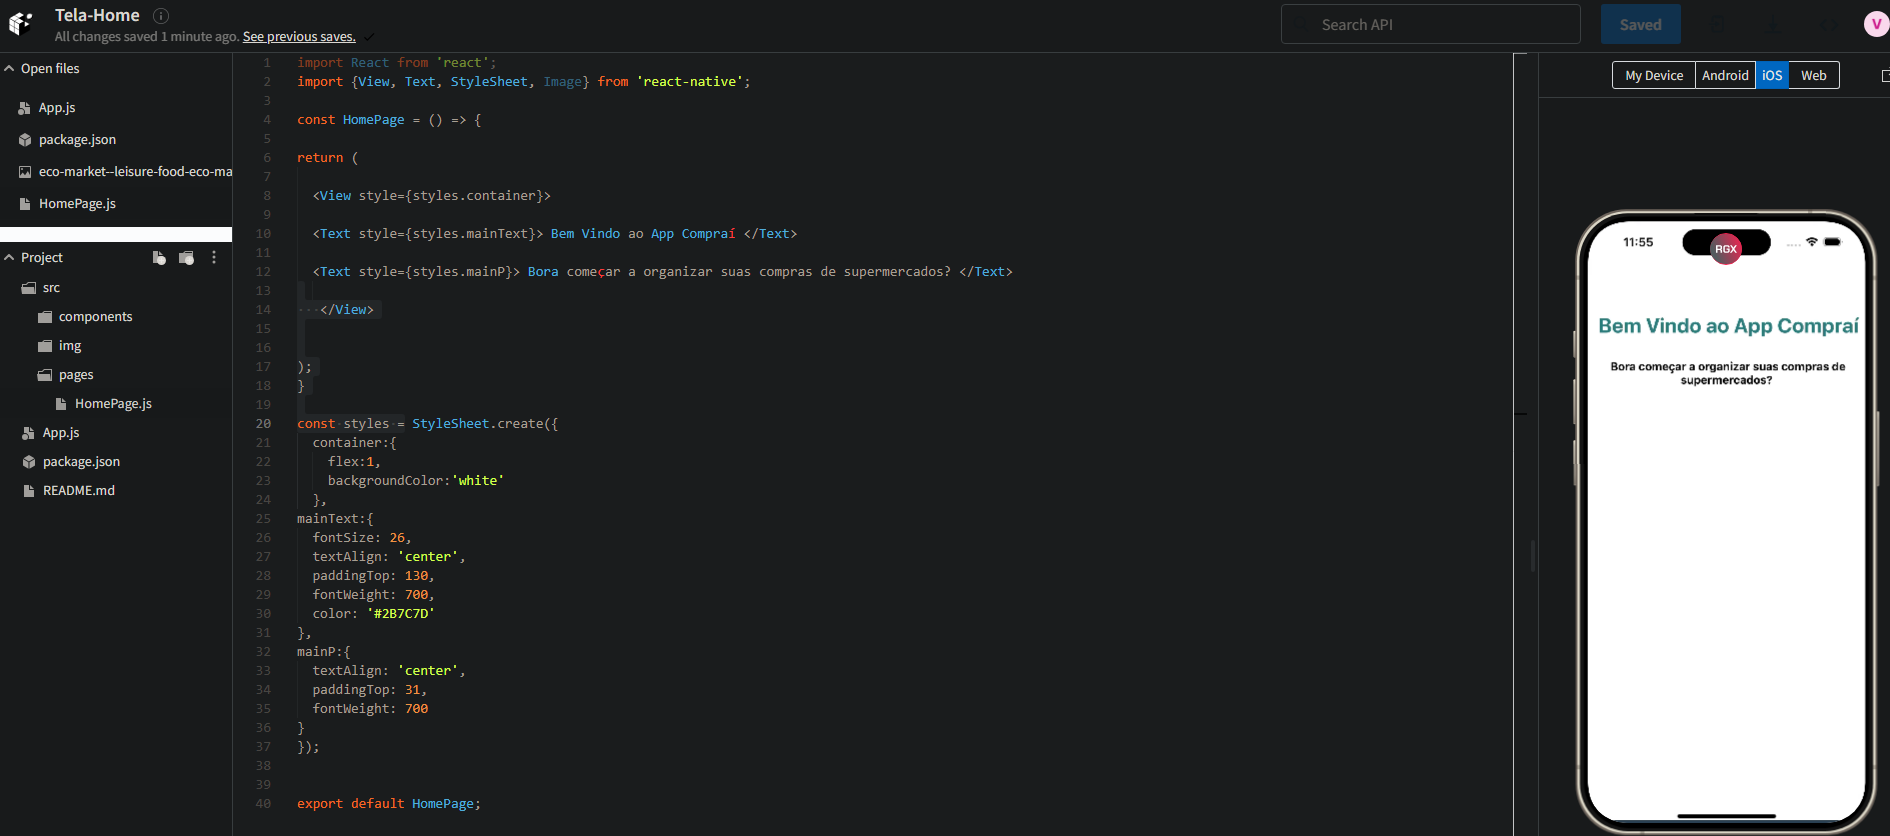 Tela-Home
All changes saved 1 minute ago. See previous saves.
Search API
Saved
V
Open files
App.js
package.json
eco-market--leisure-food-eco-ma
HomePage.js
Project
src
components
img
pages
HomePage.js
App.js
package.json
README.md
1 import React from 'react';
2 import {View, Text, StyleSheet, Image} from 'react-native';
3
4 const HomePage = () => {
5
6 return (
7
8 <View style={styles.container}>
9
10 <Text style={styles.mainText}> Bem Vindo ao App Compraí </Text>
11
12 <Text style={styles.mainP}> Bora começar a organizar suas compras de supermercados? </Text>
13
14 </View>
15
16
17 );
18 }
19
20 const styles = StyleSheet.create({
21 container:{
22 flex:1,
23 backgroundColor:'white'
24 },
25 mainText:{
26 fontSize: 26,
27 textAlign: 'center',
28 paddingTop: 130,
29 fontWeight: 700,
30 color: '#2B7C7D'
31 },
32 mainP:{
33 textAlign: 'center',
34 paddingTop: 31,
35 fontWeight: 700
36 }
37 });
38
39
40 export default HomePage;
My Device Android iOS Web
11:55
RGX
Bem Vindo ao App Compraí
Bora começar a organizar suas compras de
supermercados?